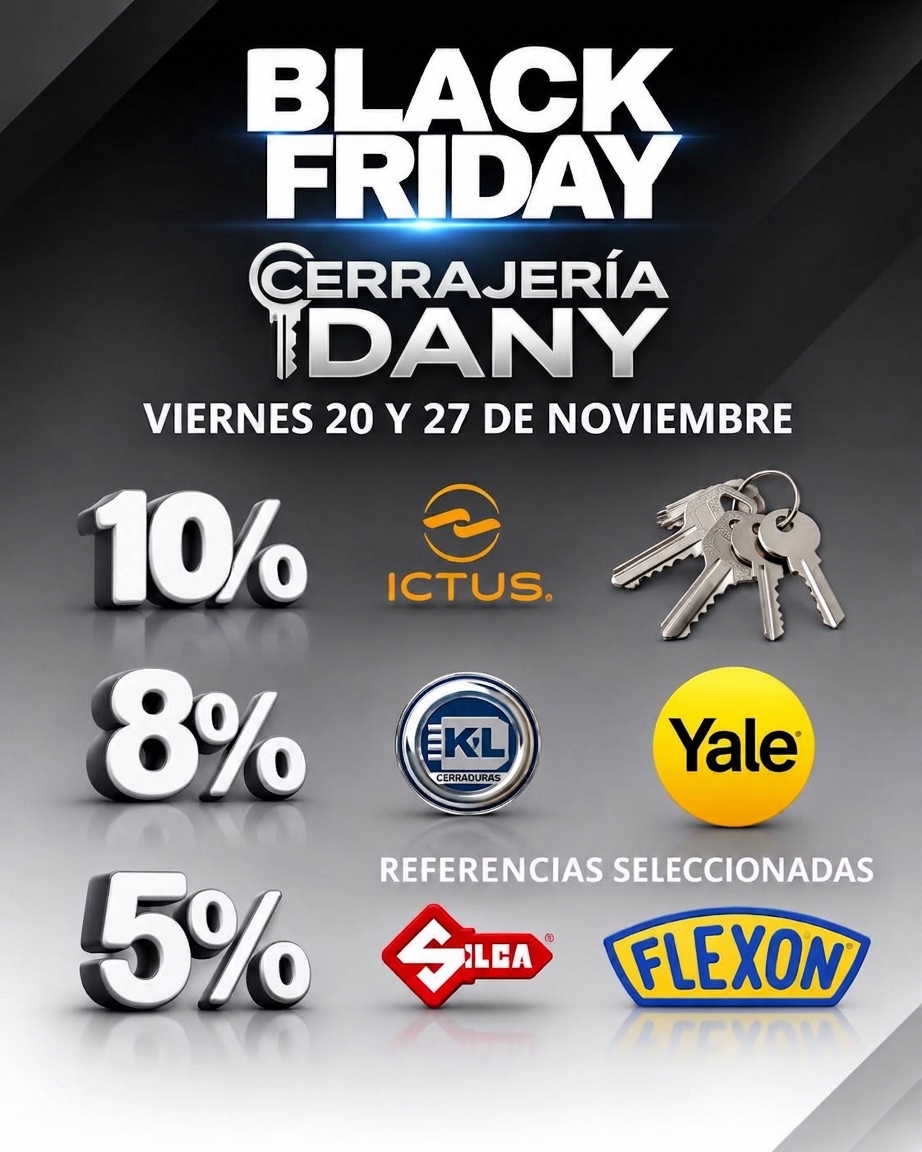 BLACK
FRIDAY
CERRAJERÍA
DANY
VIERNES 20 Y 27 DE NOVIEMBRE
10%
ICTUS®
8%
K&L
CERRADURAS
Yale®
REFERENCIAS SELECCIONADAS
5%
SILCA®
FLEXON®